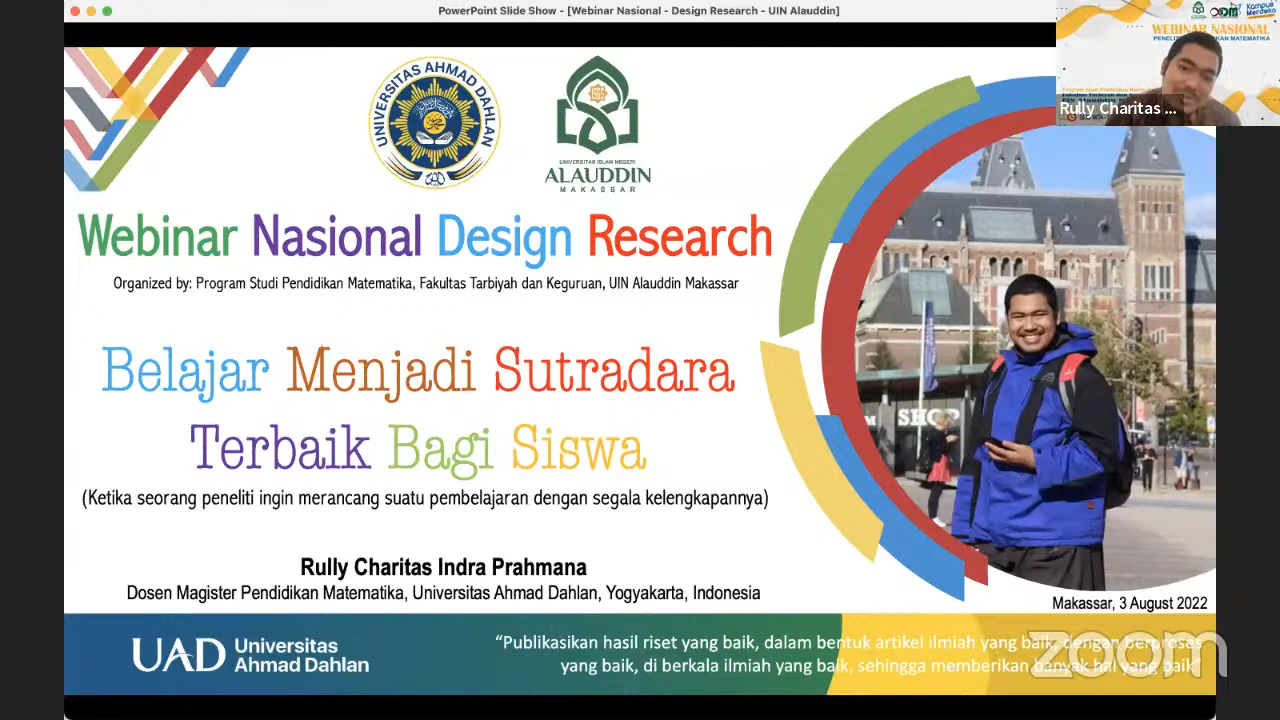 PowerPoint Slide Show - [Webinar Nasional - Design Research - UIN Alauddin]
Kampus Merdeka
WEBINAR NASIONAL
Rully Charitas ...
UNIVERSITAS AHMAD DAHLAN
UNIVERSITAS ISLAM NEGERI
ALAUDDIN
MAKASSAR
Webinar Nasional Design Research
Organized by: Program Studi Pendidikan Matematika, Fakultas Tarbiyah dan Keguruan, UIN Alauddin Makassar
Belajar Menjadi Sutradara
Terbaik Bagi Siswa
(Ketika seorang peneliti ingin merancang suatu pembelajaran dengan segala kelengkapannya)
SHOP
Rully Charitas Indra Prahmana
Dosen Magister Pendidikan Matematika, Universitas Ahmad Dahlan, Yogyakarta, Indonesia
Makassar, 3 August 2022
UAD Universitas
Ahmad Dahlan
“Publikasikan hasil riset yang baik, dalam bentuk artikel ilmiah yang baik, dengan berproses
yang baik, di berkala ilmiah yang baik, sehingga memberikan banyak hal yang baik”
zoom